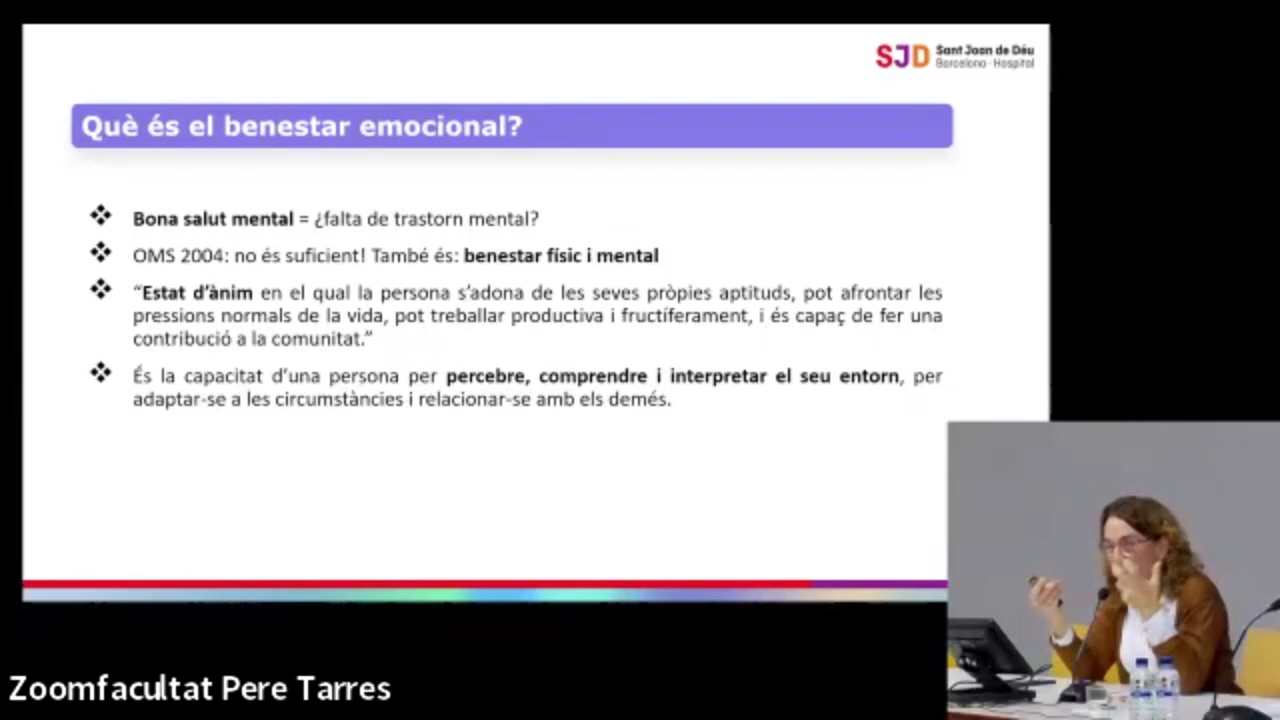 SJD Sant Joan de Déu
Barcelona · Hospital
Què és el benestar emocional?
Bona salut mental = ¿falta de trastorn mental?
OMS 2004: no és suficient! També és: benestar físic i mental
“Estat d’ànim en el qual la persona s’adona de les seves pròpies aptituds, pot afrontar les
pressions normals de la vida, pot treballar productiva i fructíferament, i és capaç de fer una
contribució a la comunitat.”
És la capacitat d’una persona per percebre, comprendre i interpretar el seu entorn, per
adaptar-se a les circumstàncies i relacionar-se amb els demés.
Zoomfacultat Pere Tarres